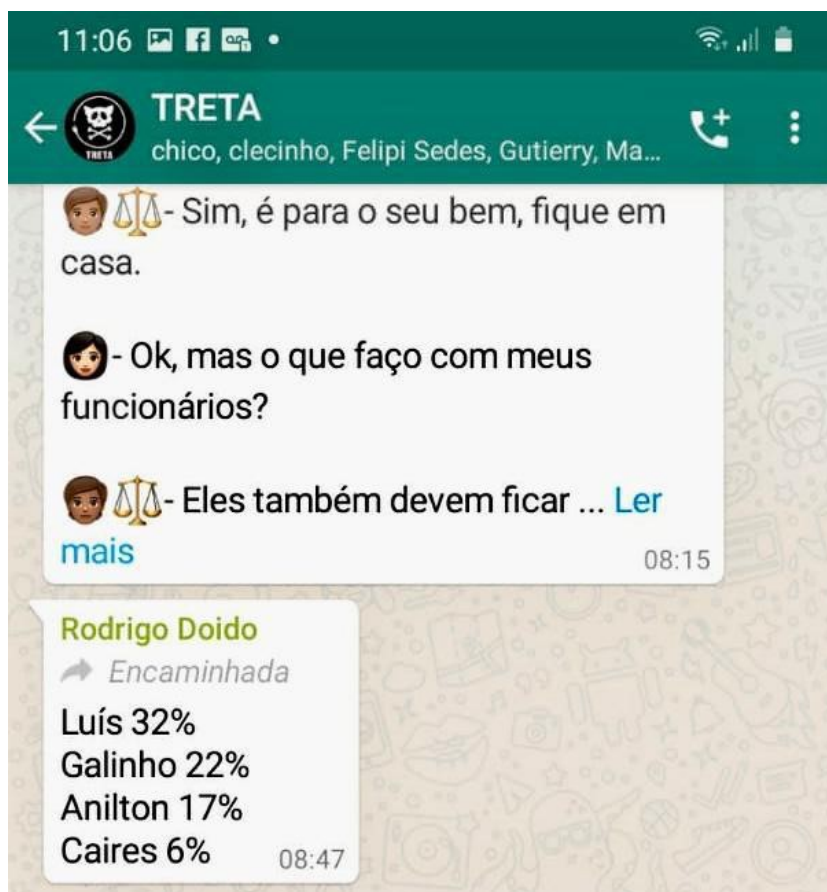 11:06
TRETA
chico, clecinho, Felipi Sedes, Gutierry, Ma...
TRETA
- Sim, é para o seu bem, fique em
casa.
- Ok, mas o que faço com meus
funcionários?
- Eles também devem ficar ... Ler
mais
08:15
Rodrigo Doido
Encaminhada
Luís 32%
Galinho 22%
Anilton 17%
Caires 6%
08:47